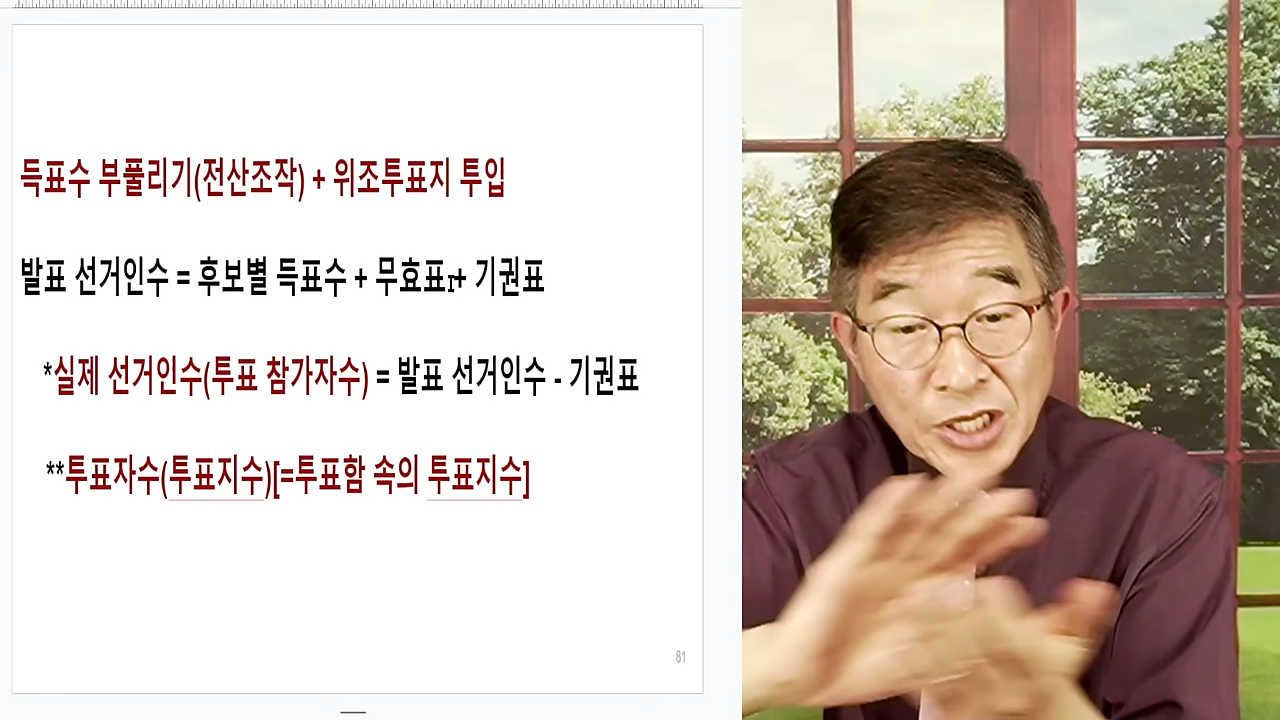 득표수 부풀리기(전산조작) + 위조투표지 투입
발표 선거인수 = 후보별 득표수 + 무효표 + 기권표
*실제 선거인수(투표 참가자수) = 발표 선거인수 - 기권표
**투표자수(투표지수)[=투표함 속의 투표지수]
81